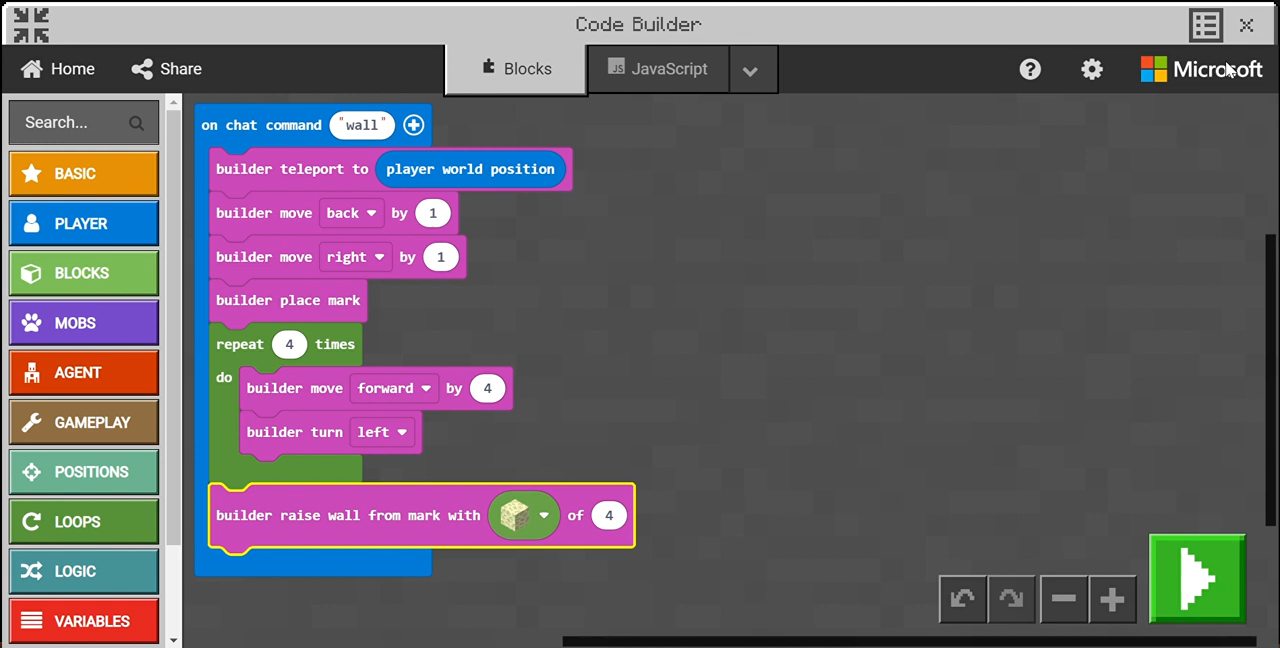 Code Builder
Home
Share
Blocks
JS JavaScript
Microsoft
Search...
BASIC
PLAYER
BLOCKS
MOBS
AGENT
GAMEPLAY
POSITIONS
LOOPS
LOGIC
VARIABLES
on chat command "wall"
builder teleport to player world position
builder move back by 1
builder move right by 1
builder place mark
repeat 4 times
do
builder move forward by 4
builder turn left
builder raise wall from mark with of 4